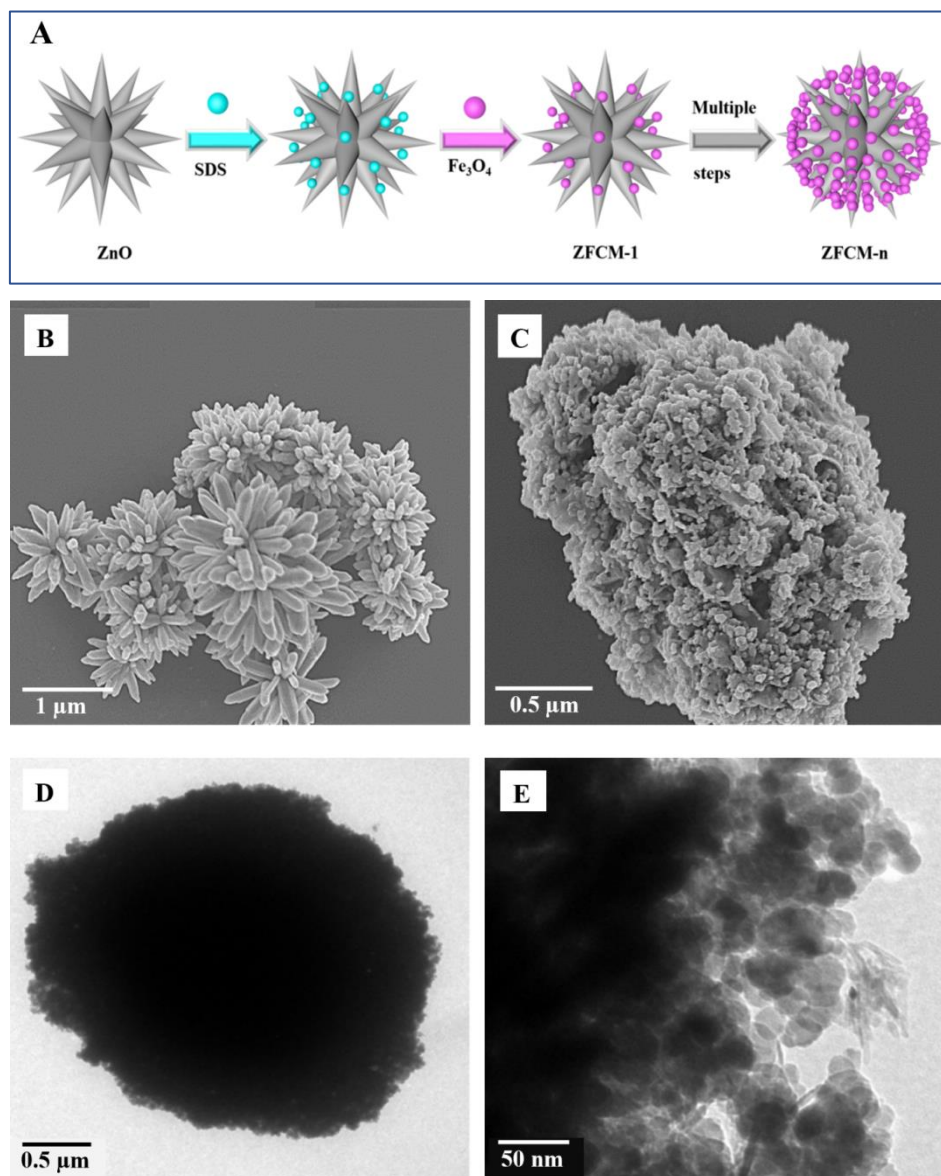 A
SDS
Fe₃O₄
Multiple
steps
ZnO
ZFCM-1
ZFCM-n
B
1 µm
C
0.5 µm
D
0.5 µm
E
50 nm